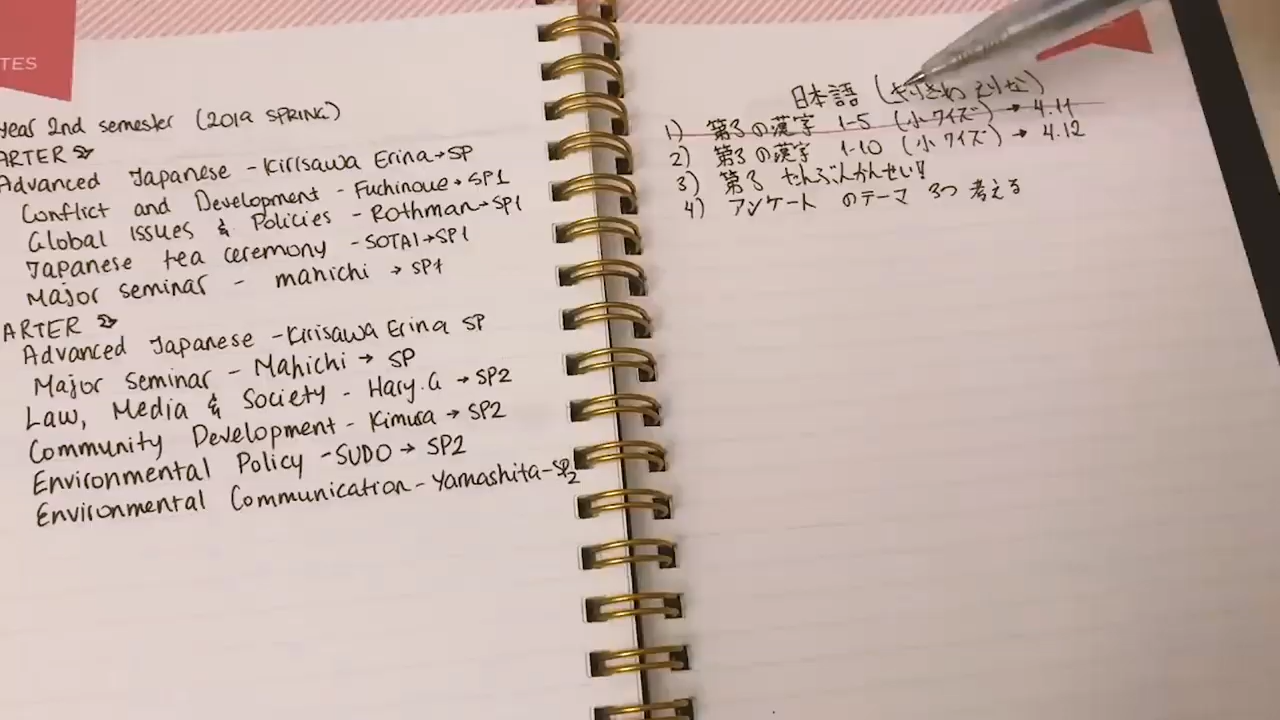 TES
year 2nd semester (2019 SPRING)
ARTER
Advanced Japanese - Kirisawa Erina → SP
Conflict and Development - Fuchinoue → SP1
Global Issues & Policies - Rothman → SP1
Japanese tea ceremony - SOTAI → SP1
Major seminar - manichi → SP1
ARTER
Advanced Japanese - Kirisawa Erina SP
Major Seminar - Manichi → SP
Law, Media & Society - Hary.G → SP2
Community Development - Kimura → SP2
Environmental Policy - SUDO → SP2
Environmental Communication - Yamashita - SP2
日本語 (きりさわ えりな)
1) 第3の漢字 1-5 (小クイズ) → 4.11
2) 第3の漢字 1-10 (小クイズ) → 4.12
3) 第3 たんぶんかんせい!!
4) アンケート のテーマ 3つ 考える